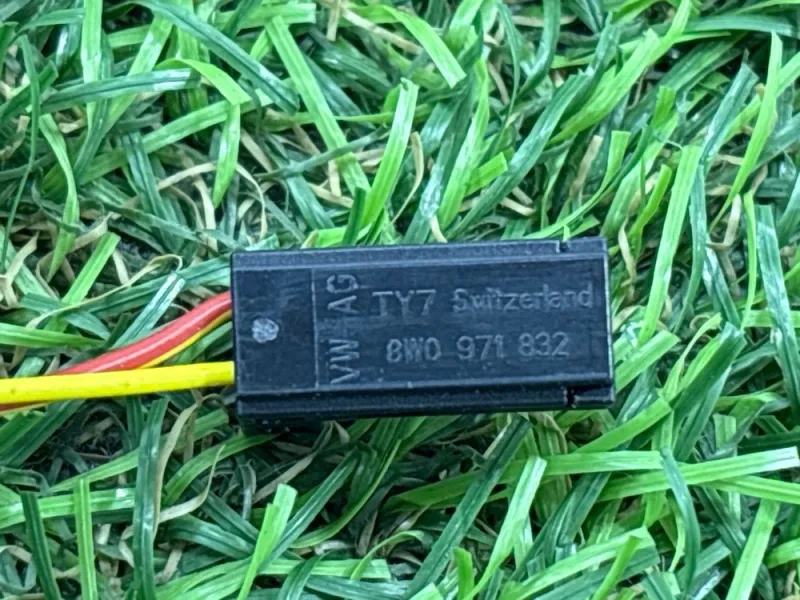 VW AG
TY7 Switzerland
8W0 971 832